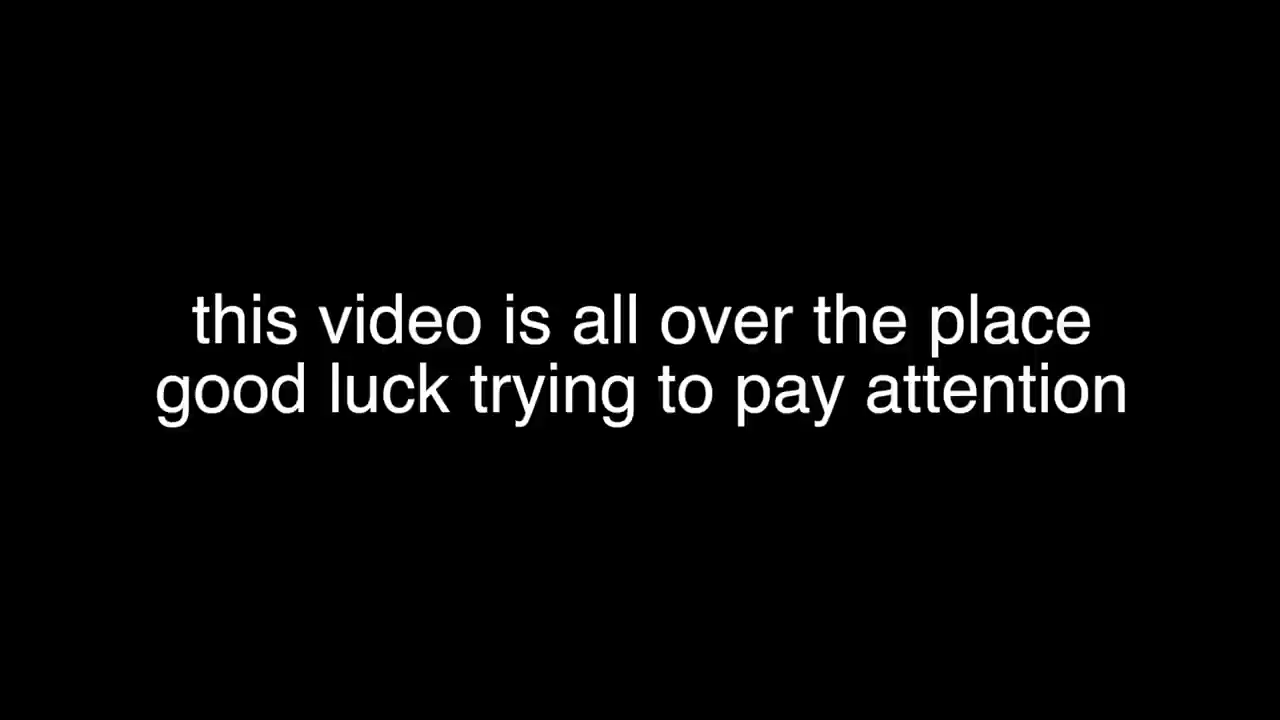 this video is all over the place
good luck trying to pay attention